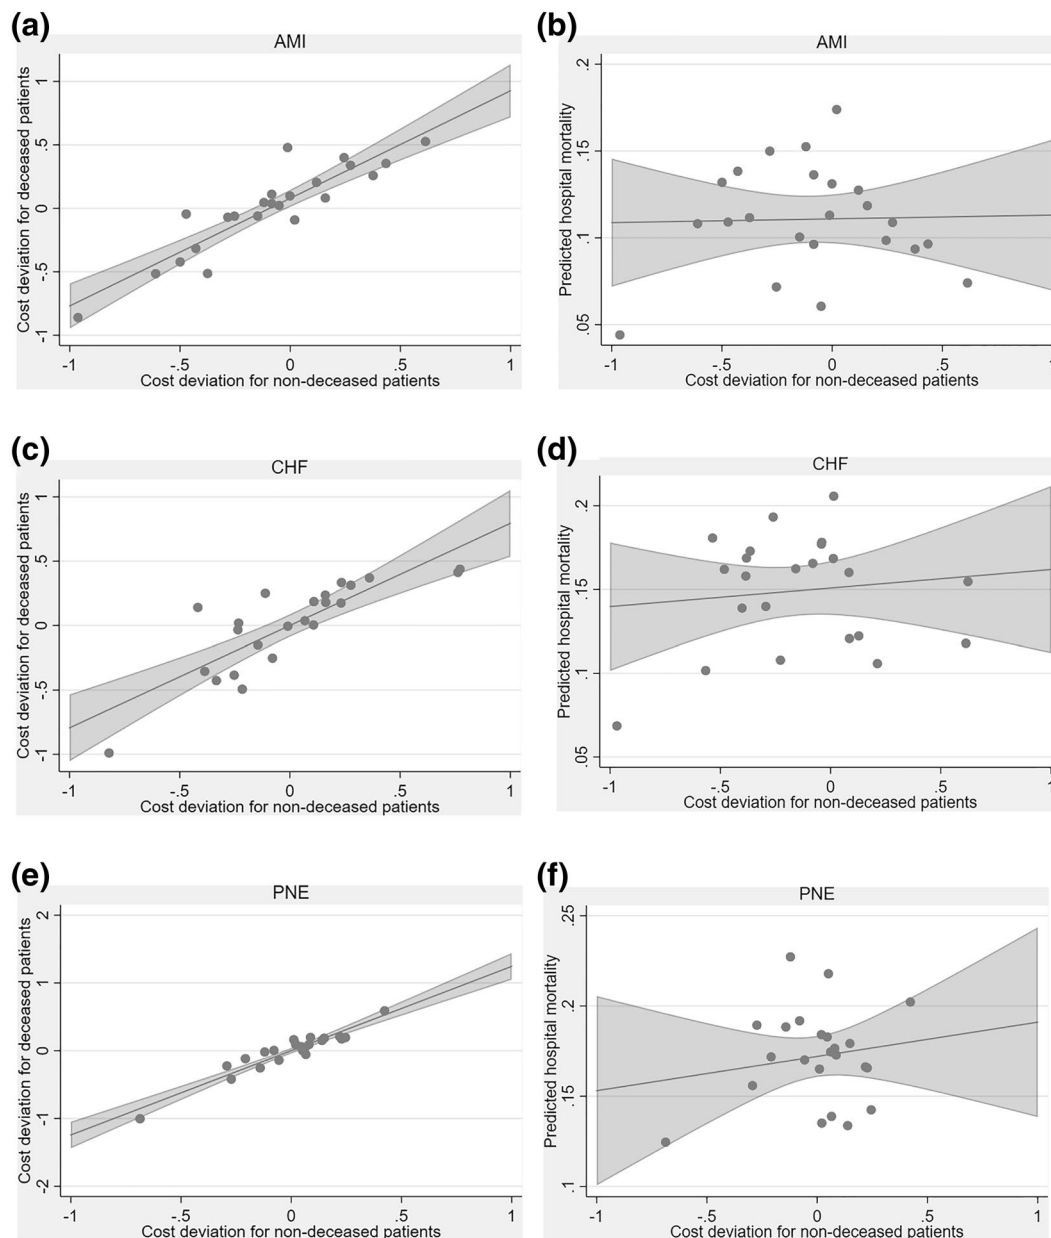 (a)
AMI
Cost deviation for deceased patients
1
.5
0
-.5
-1
-1 -.5 0 .5 1
Cost deviation for non-deceased patients
(b)
AMI
Predicted hospital mortality
.2
.15
.1
.05
-1 -.5 0 .5 1
Cost deviation for non-deceased patients
(c)
CHF
Cost deviation for deceased patients
1
.5
0
-.5
-1
-1 -.5 0 .5 1
Cost deviation for non-deceased patients
(d)
CHF
Predicted hospital mortality
.2
.15
.1
.05
-1 -.5 0 .5 1
Cost deviation for non-deceased patients
(e)
PNE
Cost deviation for deceased patients
2
1
0
-1
-2
-1 -.5 0 .5 1
Cost deviation for non-deceased patients
(f)
PNE
Predicted hospital mortality
.25
.2
.15
.1
-1 -.5 0 .5 1
Cost deviation for non-deceased patients